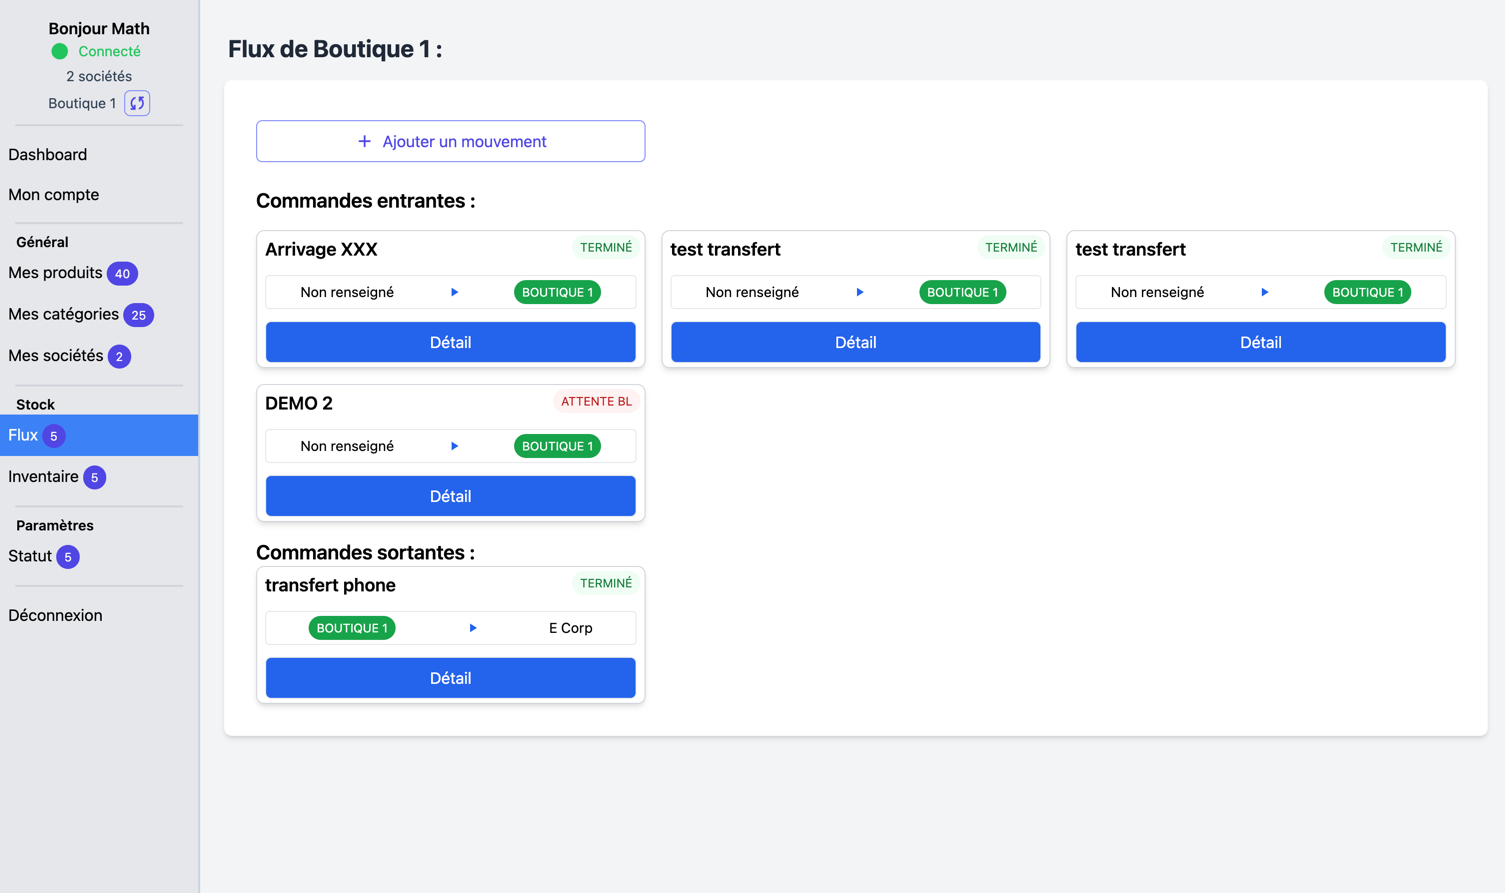 Bonjour Math
Connecté
2 sociétés
Boutique 1
Dashboard
Mon compte
Général
Mes produits 40
Mes catégories 25
Mes sociétés 2
Stock
Flux 5
Inventaire 5
Paramètres
Statut 5
Déconnexion
Flux de Boutique 1 :
+ Ajouter un mouvement
Commandes entrantes :
Arrivage XXX TERMINÉ
Non renseigné BOUTIQUE 1
Détail
test transfert TERMINÉ
Non renseigné BOUTIQUE 1
Détail
test transfert TERMINÉ
Non renseigné BOUTIQUE 1
Détail
DEMO 2 ATTENTE BL
Non renseigné BOUTIQUE 1
Détail
Commandes sortantes :
transfert phone TERMINÉ
BOUTIQUE 1 E Corp
Détail